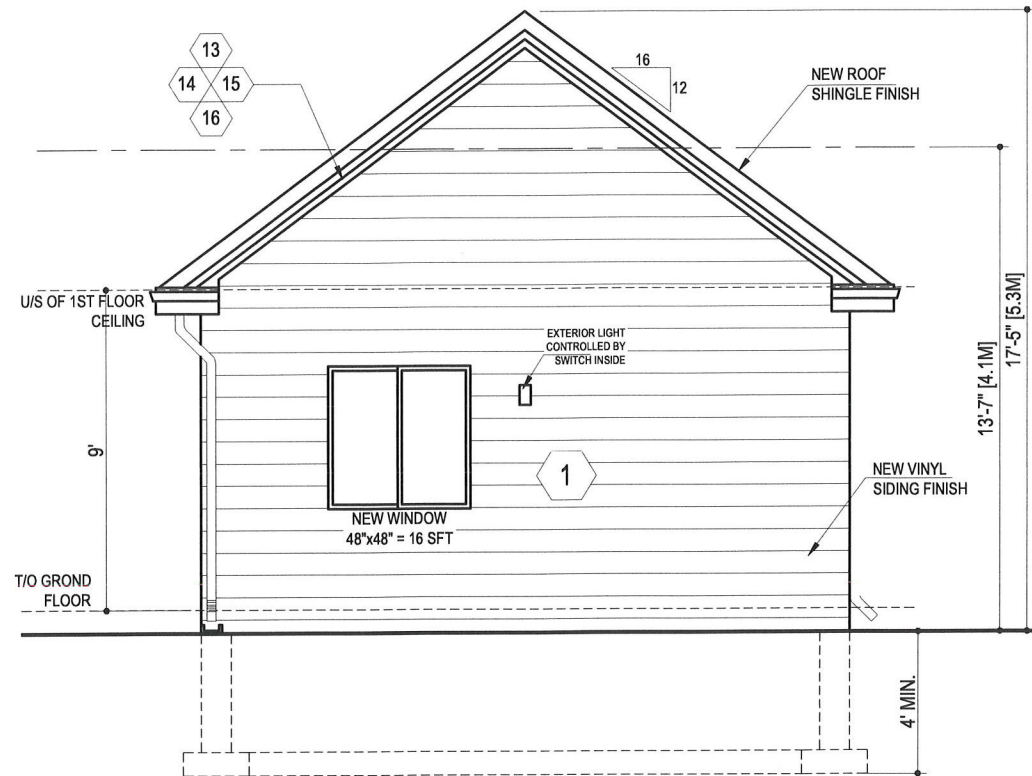 13
14
15
16
16
12
NEW ROOF
SHINGLE FINISH
U/S OF 1ST FLOOR
CEILING
EXTERIOR LIGHT
CONTROLLED BY
SWITCH INSIDE
9'
1
13'-7" [4.1M]
17'-5" [5.3M]
NEW WINDOW
48"x48" = 16 SFT
NEW VINYL
SIDING FINISH
T/O GROND
FLOOR
4' MIN.